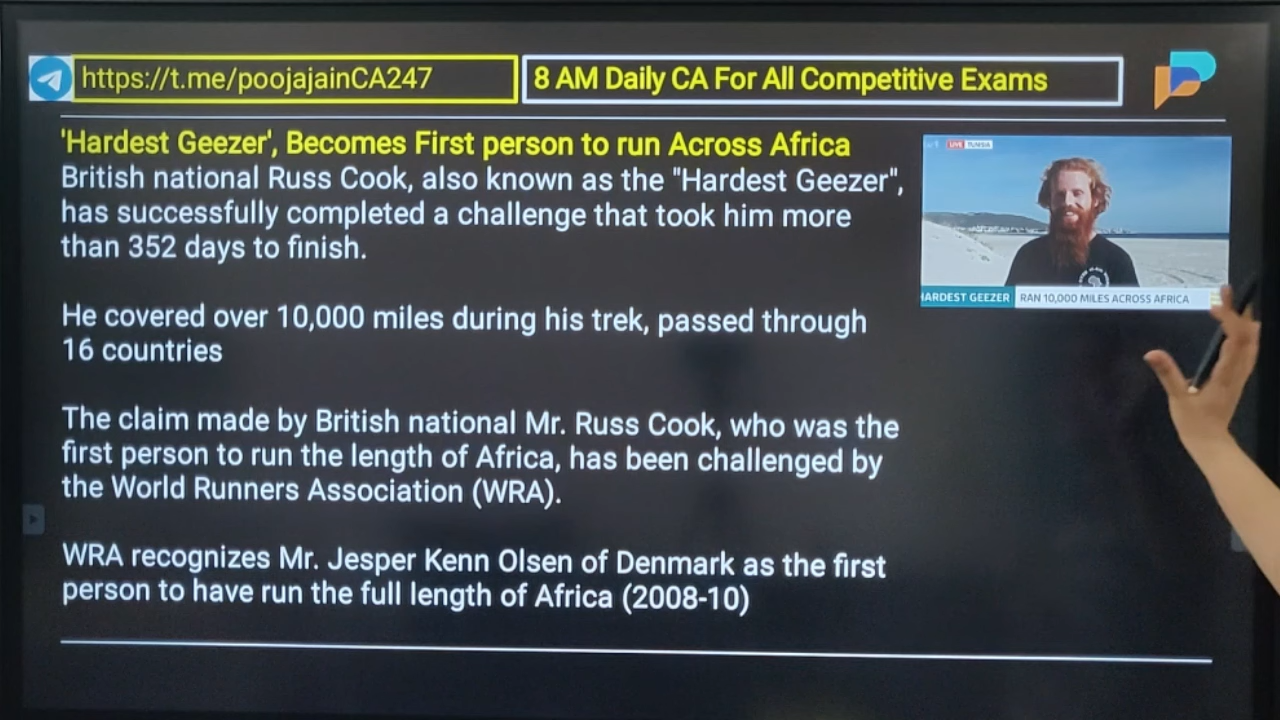 https://t.me/poojajainCA247
8 AM Daily CA For All Competitive Exams
'Hardest Geezer', Becomes First person to run Across Africa
British national Russ Cook, also known as the "Hardest Geezer",
has successfully completed a challenge that took him more
than 352 days to finish.
LIVE TUNISIA
HARDEST GEEZER RAN 10,000 MILES ACROSS AFRICA
He covered over 10,000 miles during his trek, passed through
16 countries
The claim made by British national Mr. Russ Cook, who was the
first person to run the length of Africa, has been challenged by
the World Runners Association (WRA).
WRA recognizes Mr. Jesper Kenn Olsen of Denmark as the first
person to have run the full length of Africa (2008-10)